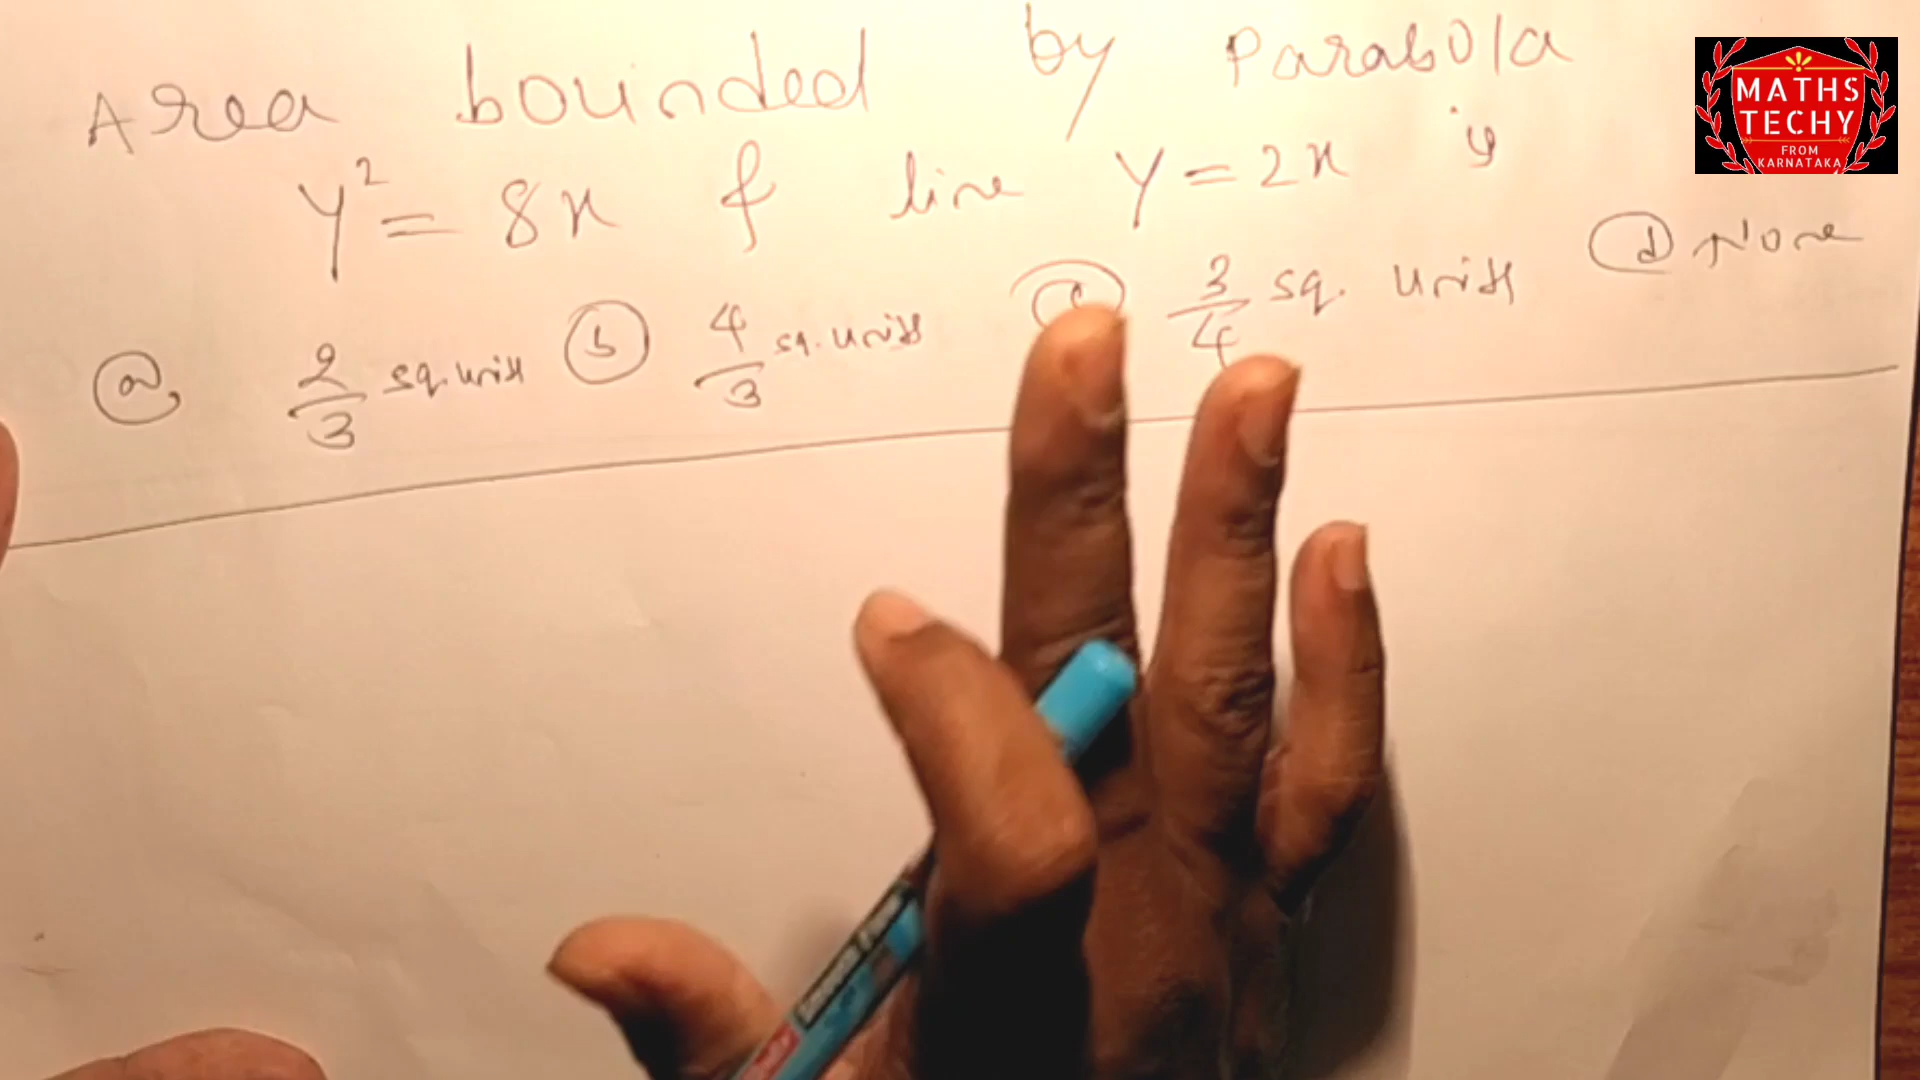 Area bounded by Parabola
y² = 8x & line y = 2x is
ⓐ 2/3 sq. units ⓑ 4/3 sq. units ⓒ 3/4 sq. units ⓓ None
MATHS
TECHY
FROM
KARNATAKA